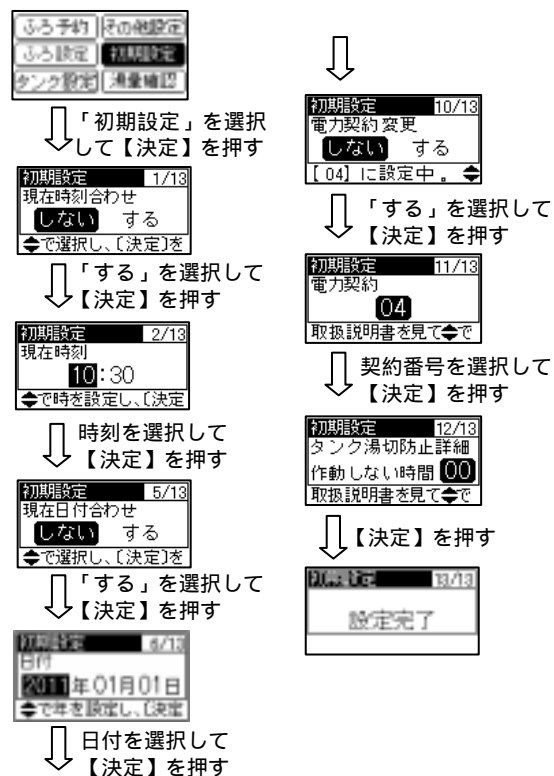 ふろ予約 その他設定
ふろ設定 初期設定
タンク設定 湯量確認
「初期設定」を選択
して【決定】を押す
初期設定 1/13
現在時刻合わせ
しない する
◆で選択し、〔決定〕を
「する」を選択して
【決定】を押す
初期設定 2/13
現在時刻
10:30
◆で時を設定し、〔決定
時刻を選択して
【決定】を押す
初期設定 5/13
現在日付合わせ
しない する
◆で選択し、〔決定〕を
「する」を選択して
【決定】を押す
初期設定 6/13
日付
2011年01月01日
◆で年を設定し、〔決定
日付を選択して
【決定】を押す
初期設定 10/13
電力契約変更
しない する
[04] に設定中。◆
「する」を選択して
【決定】を押す
初期設定 11/13
電力契約
04
取扱説明書を見て◆で
契約番号を選択して
【決定】を押す
初期設定 12/13
タンク湯切防止詳細
作動しない時間 00
取扱説明書を見て◆で
【決定】を押す
初期設定 13/13
設定完了